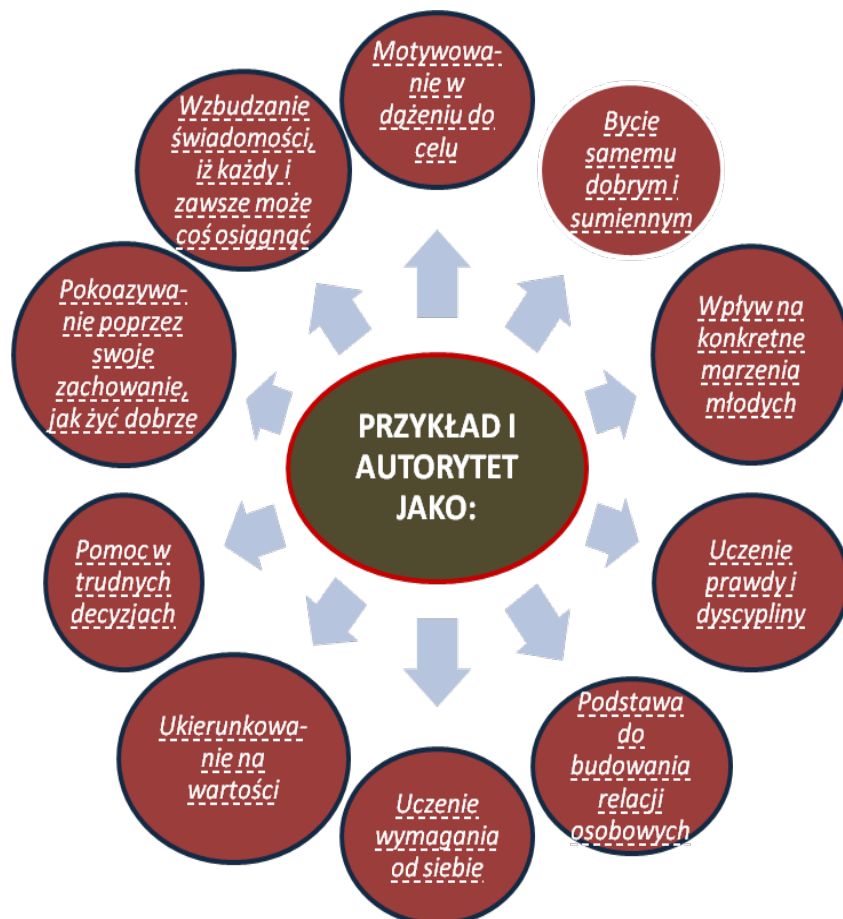 Motywowa-
nie w
dążeniu do
celu
Bycie
samemu
dobrym i
sumiennym
Wpływ na
konkretne
marzenia
młodych
Uczenie
prawdy i
dyscypliny
Podstawa
do
budowania
relacji
osobowych
Uczenie
wymagania
od siebie
Ukierunkowa-
nie na
wartości
Pomoc w
trudnych
decyzjach
Pokoazywa-
nie poprzez
swoje
zachowanie,
jak żyć dobrze
Wzbudzanie
świadomości,
iż każdy i
zawsze może
coś osiggnąć
PRZYKŁAD I
AUTORYTET
JAKO: